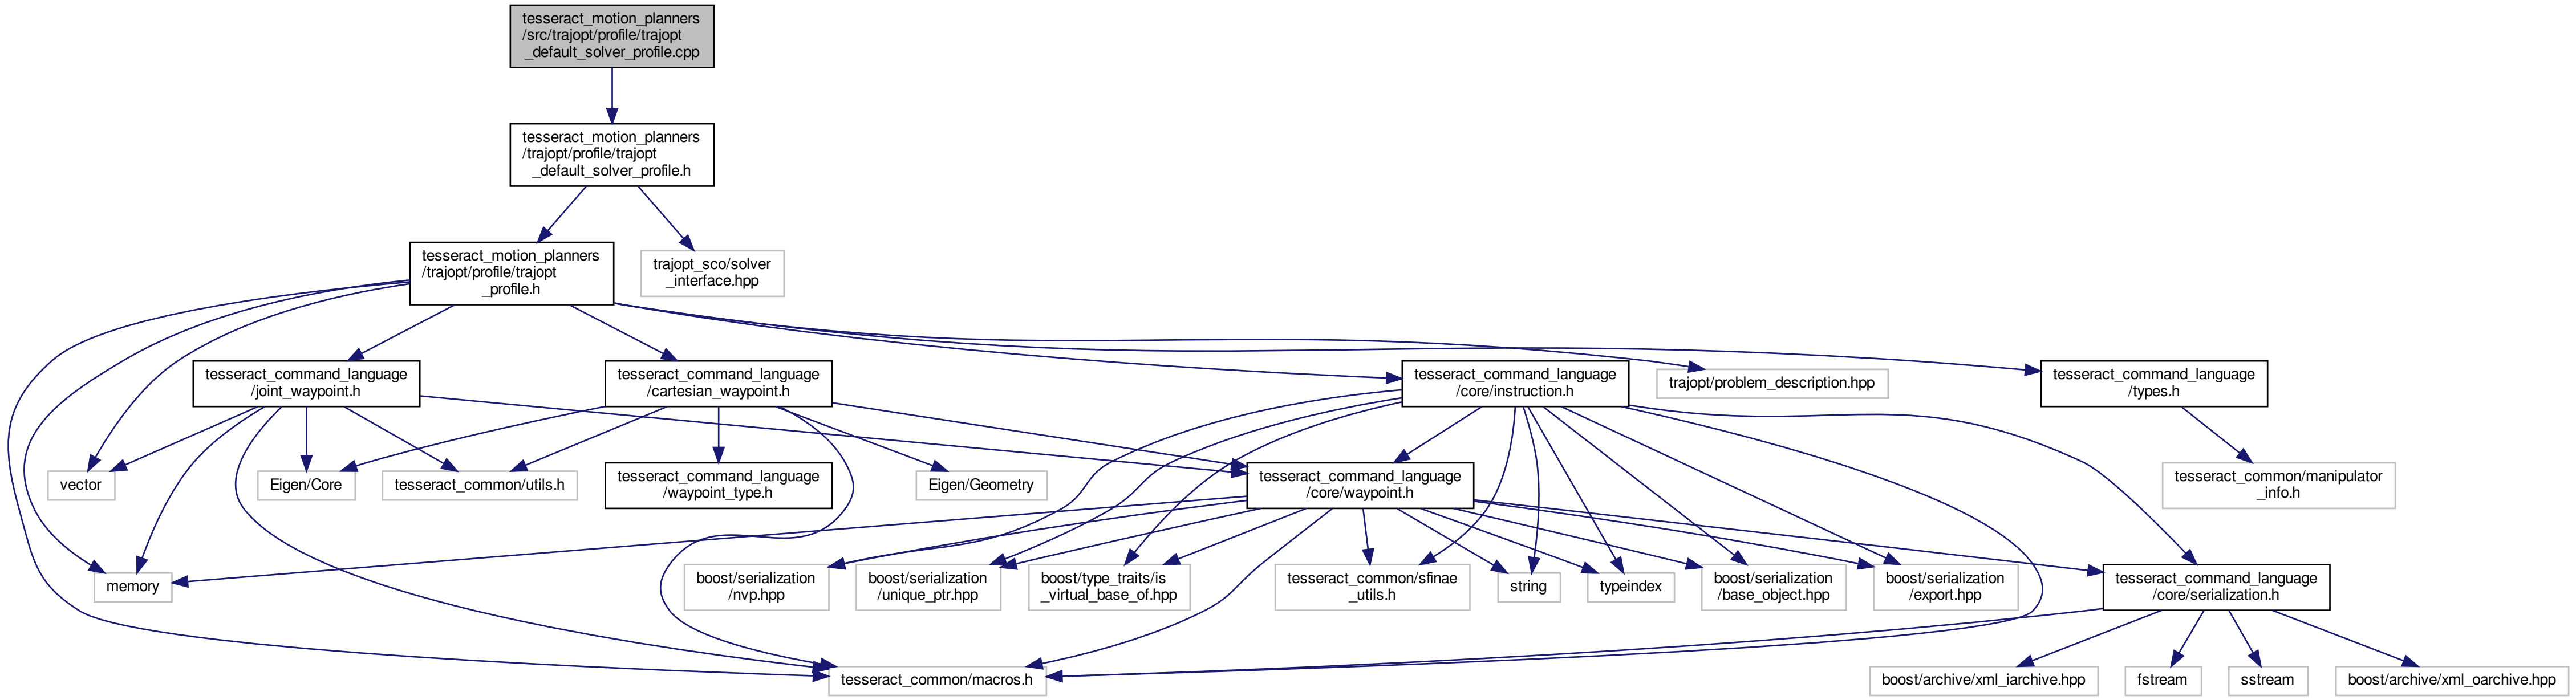 tesseract_motion_planners
/src/trajopt/profile/trajopt
_default_solver_profile.cpp
tesseract_motion_planners
/trajopt/profile/trajopt
_default_solver_profile.h
tesseract_motion_planners
/trajopt/profile/trajopt
_profile.h
trajopt_sco/solver
_interface.hpp
tesseract_command_language
/joint_waypoint.h
tesseract_command_language
/cartesian_waypoint.h
tesseract_command_language
/core/instruction.h
trajopt/problem_description.hpp
tesseract_command_language
/types.h
vector
Eigen/Core
tesseract_common/utils.h
tesseract_command_language
/waypoint_type.h
Eigen/Geometry
tesseract_command_language
/core/waypoint.h
tesseract_common/manipulator
_info.h
memory
boost/serialization
/nvp.hpp
boost/serialization
/unique_ptr.hpp
boost/type_traits/is
_virtual_base_of.hpp
tesseract_common/sfinae
_utils.h
string
typeindex
boost/serialization
/base_object.hpp
boost/serialization
/export.hpp
tesseract_command_language
/core/serialization.h
tesseract_common/macros.h
boost/archive/xml_iarchive.hpp
fstream
sstream
boost/archive/xml_oarchive.hpp